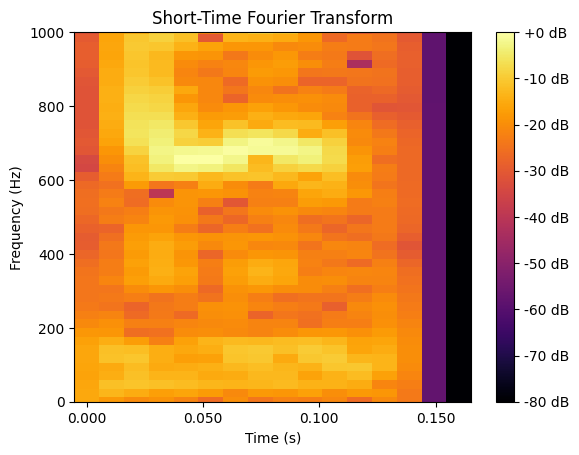 Short-Time Fourier Transform
1000
800
600
400
200
0
Frequency (Hz)
0.000
0.050
0.100
0.150
Time (s)
+0 dB
-10 dB
-20 dB
-30 dB
-40 dB
-50 dB
-60 dB
-70 dB
-80 dB